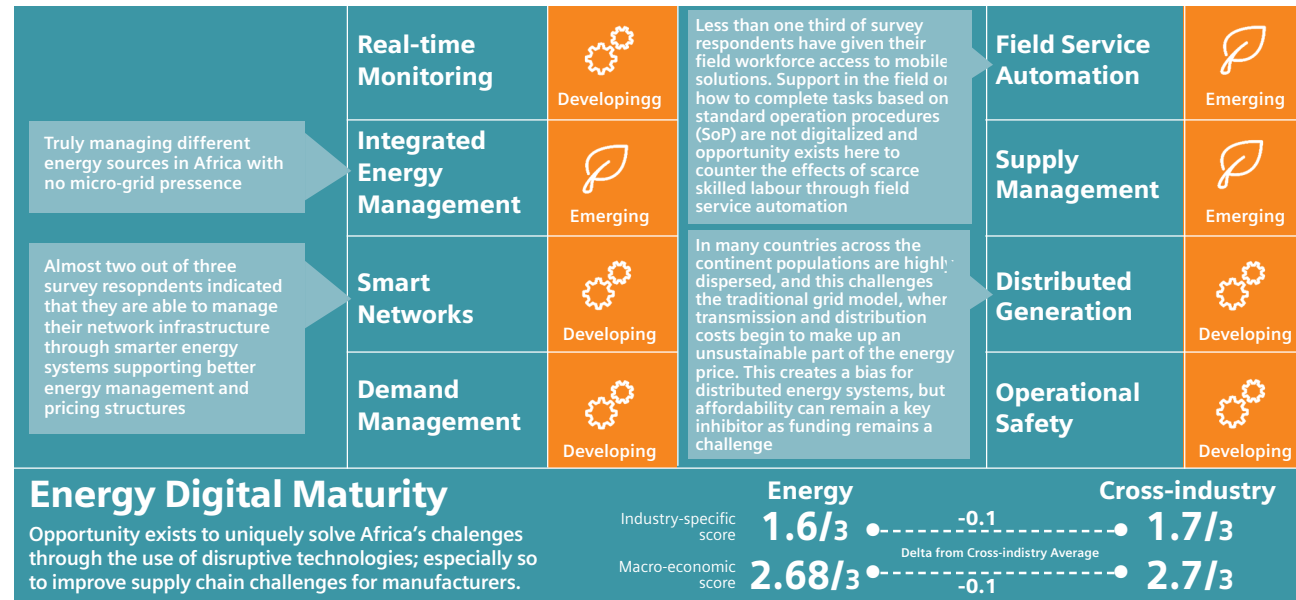 Real-time
Monitoring
Developingg
Truly managing different
energy sources in Africa with
no micro-grid pressence
Integrated
Energy
Management
Emerging
Almost two out of three
survey resopndents indicated
that they are able to manage
their network infrastructure
through smarter energy
systems supporting better
energy management and
pricing structures
Smart
Networks
Developing
Demand
Management
Developing
Less than one third of survey
respondents have given their
field workforce access to mobile
solutions. Support in the field or
how to complete tasks based on
standard operation procedures
(SoP) are not digitalized and
opportunity exists here to
counter the effects of scarce
skilled labour through field
service automation
Field Service
Automation
Emerging
Supply
Management
Emerging
In many countries across the
continent populations are highly
dispersed, and this challenges
the traditional grid model, wher
transmission and distribution
costs begin to make up an
unsustainable part of the energy
price. This creates a bias for
distributed energy systems, but
affordability can remain a key
inhibitor as funding remains a
challenge
Distributed
Generation
Developing
Operational
Safety
Developing
Energy Digital Maturity
Opportunity exists to uniquely solve Africa's chalenges
through the use of disruptive technologies; especially so
to improve supply chain challenges for manufacturers.
Energy
Cross-industry
Industry-specific
score
1.6/3
-0.1
1.7/3
Delta from Cross-indistry Average
Macro-economic
score
2.68/3
-0.1
2.7/3